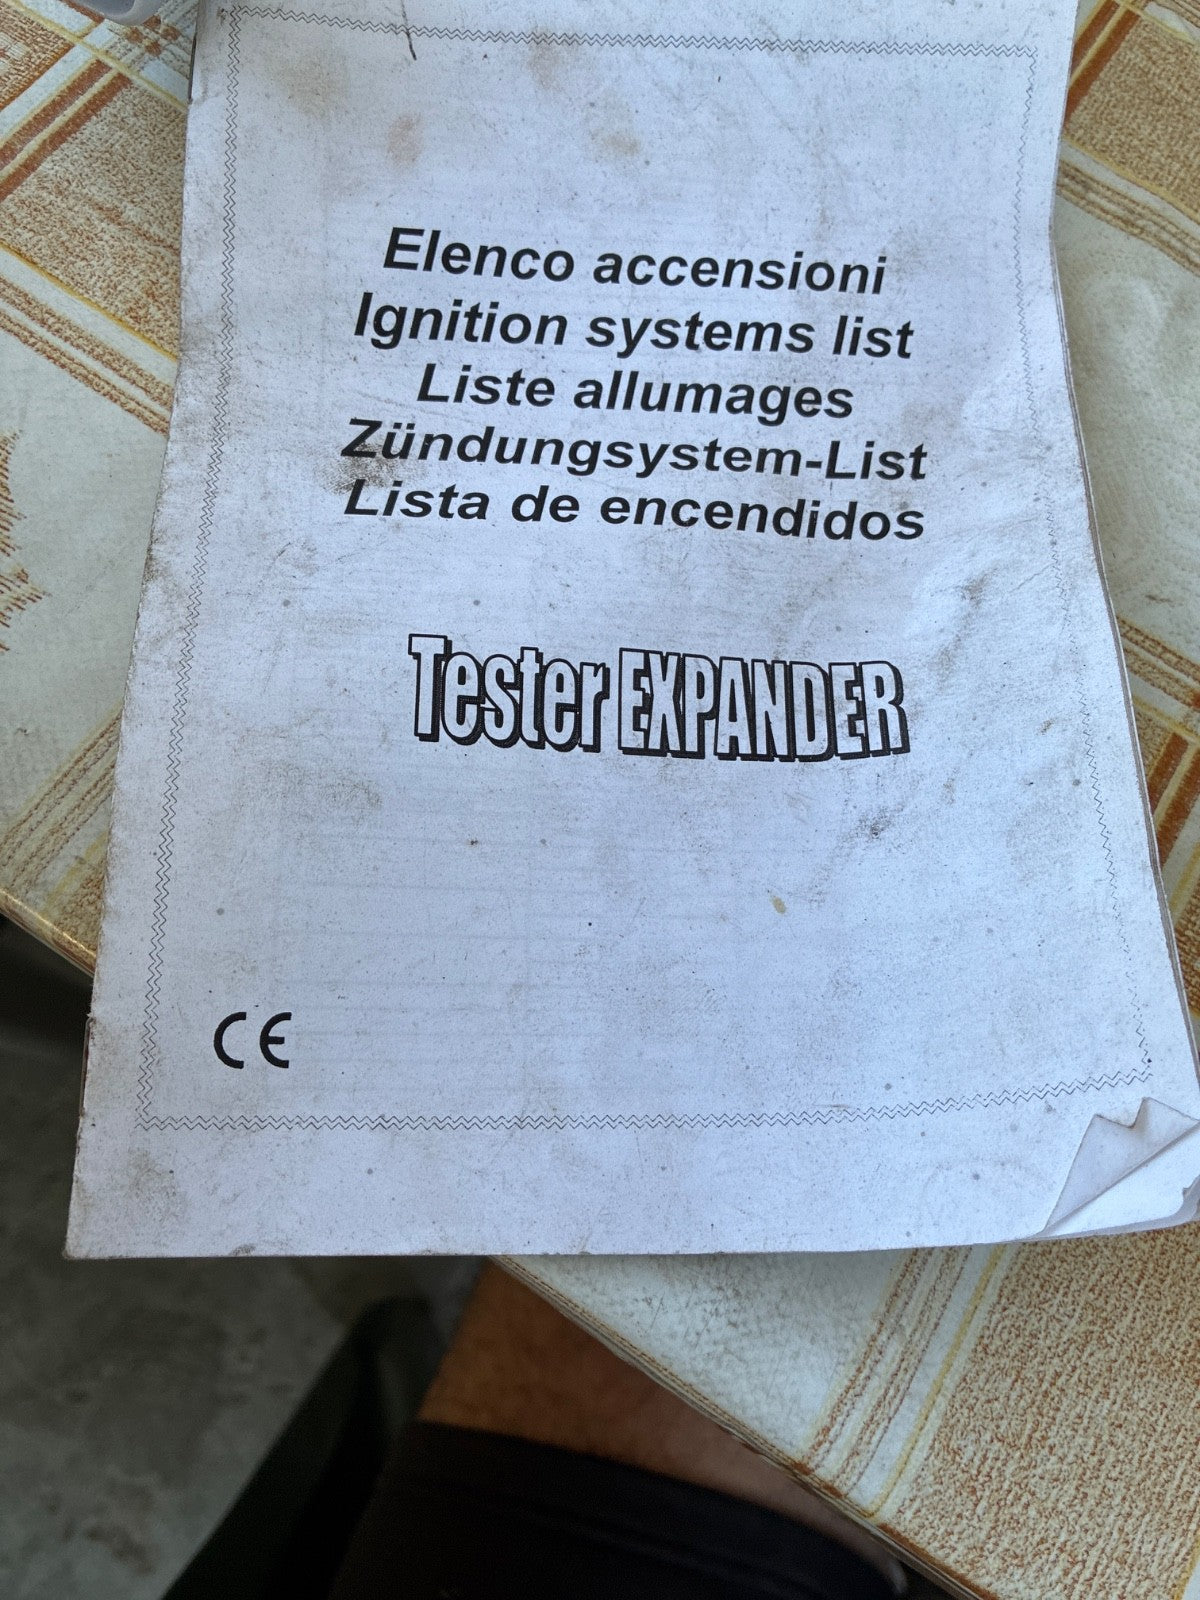 Elenco accensioni
Ignition systems list
Liste allumages
Zündungsystem-List
Lista de encendidos
Tester EXPANDER
CE